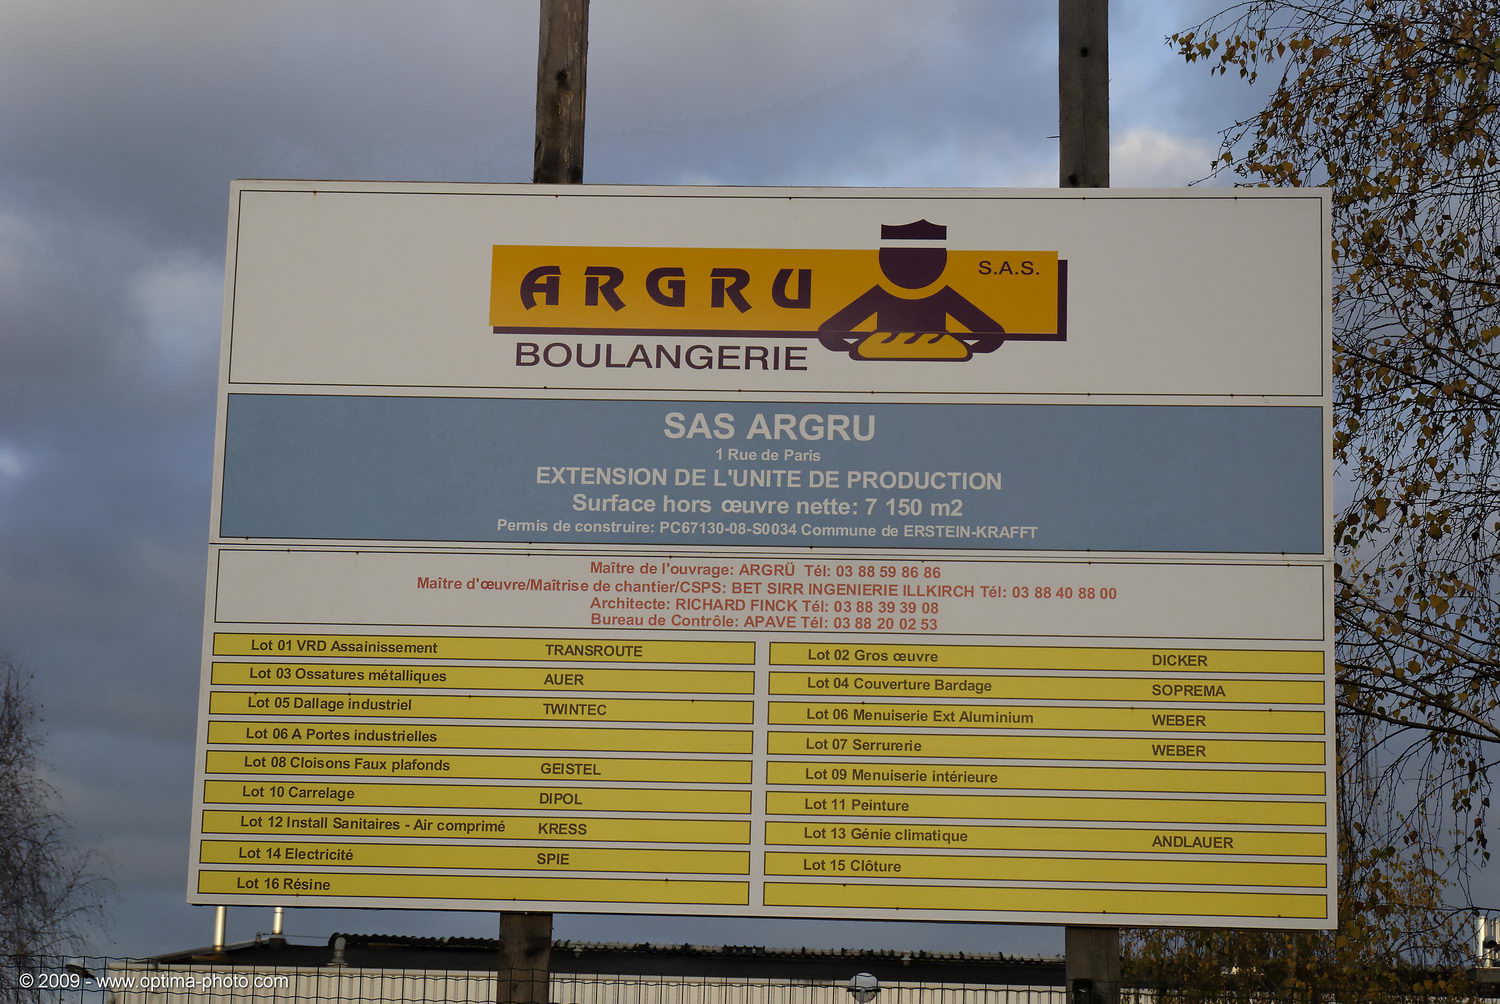 ARGRU S.A.S.
BOULANGERIE
SAS ARGRU
1 Rue de Paris
EXTENSION DE L'UNITE DE PRODUCTION
Surface hors œuvre nette: 7 150 m2
Permis de construire: PC67130-08-S0034 Commune de ERSTEIN-KRAFFT
Maître de l'ouvrage: ARGRÜ Tél: 03 88 59 86 86
Maître d'œuvre/Maîtrise de chantier/CSPS: BET SIRR INGENIERIE ILLKIRCH Tél: 03 88 40 88 00
Architecte: RICHARD FINCK Tél: 03 88 39 39 08
Bureau de Contrôle: APAVE Tél: 03 88 20 02 53
Lot 01 VRD Assainissement TRANSROUTE
Lot 02 Gros œuvre DICKER
Lot 03 Ossatures métalliques AUER
Lot 04 Couverture Bardage SOPREMA
Lot 05 Dallage industriel TWINTEC
Lot 06 Menuiserie Ext Aluminium WEBER
Lot 06 A Portes industrielles
Lot 07 Serrurerie WEBER
Lot 08 Cloisons Faux plafonds GEISTEL
Lot 09 Menuiserie intérieure
Lot 10 Carrelage DIPOL
Lot 11 Peinture
Lot 12 Install Sanitaires - Air comprimé KRESS
Lot 13 Génie climatique ANDLAUER
Lot 14 Electricité SPIE
Lot 15 Clôture
Lot 16 Résine
© 2009 - www.optima-photo.com